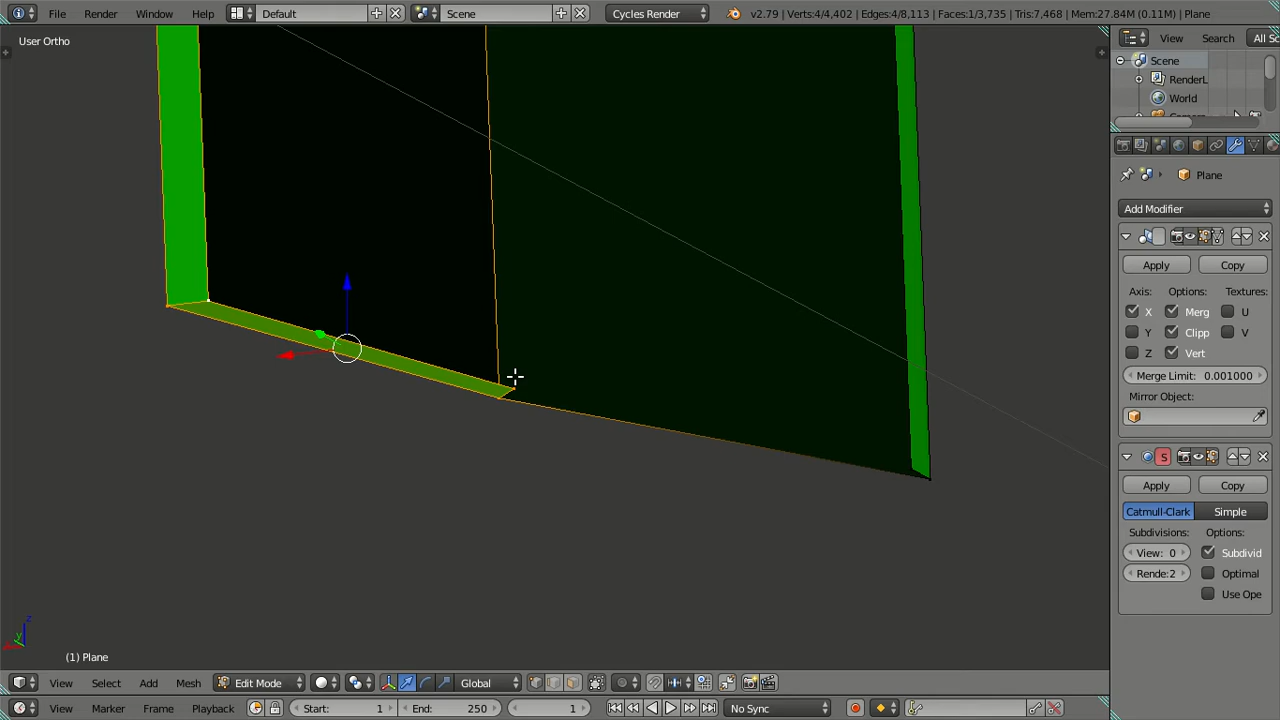 File Render Window Help Default Scene Cycles Render v2.79 | Verts:4/4,402 | Edges:4/8,113 | Faces:1/3,735 | Tris:7,468 | Mem:27.84M (0.11M) | Plane
User Ortho
View Search All Sc
Scene
RenderL
World
Plane
Add Modifier
Apply Copy
Axis: Options: Textures:
X Merg U
Y Clipp V
Z Vert
Merge Limit: 0.001000
Mirror Object:
S
Apply Copy
Catmull-Clark Simple
Subdivisions: Options:
View: 0 Subdivid
Rende:2 Optimal
Use Ope
z
y
(1) Plane
View Select Add Mesh Edit Mode Global
View Marker Frame Playback Start: 1 End: 250 1 No Sync